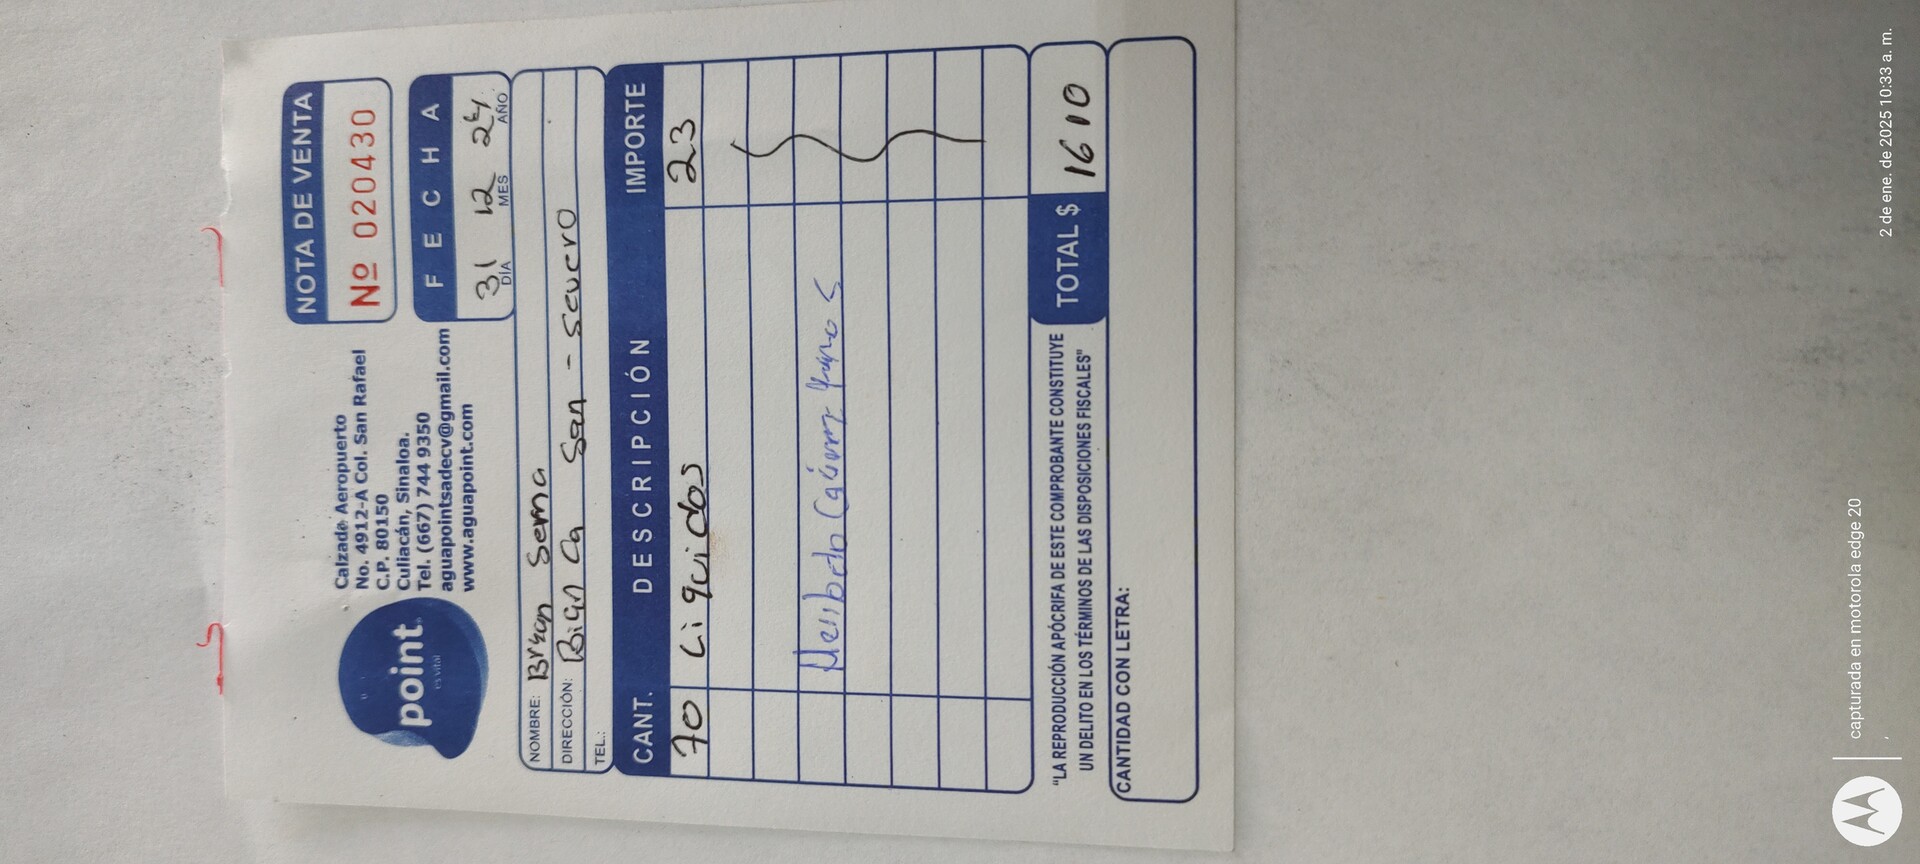 point
es vital
Calzada Aeropuerto
No. 4912-A Col. San Rafael
C.P. 80150
Culiacán, Sinaloa.
Tel. (667) 744 9350
aguapointsadecv@gmail.com
www.aguapoint.com
NOTA DE VENTA
Nº 020430
FECHA
31 12 24
DÍA MES AÑO
NOMBRE: Bryan Serna
DIRECCIÓN: Bian Ca San - Severo
TEL.:
CANT. DESCRIPCIÓN IMPORTE
70 Liquidos 23
"LA REPRODUCCIÓN APÓCRIFA DE ESTE COMPROBANTE CONSTITUYE
UN DELITO EN LOS TÉRMINOS DE LAS DISPOSICIONES FISCALES"
TOTAL $ 1610
CANTIDAD CON LETRA:
capturada en motorola edge 20
2 de ene. de 2025 10:33 a. m.